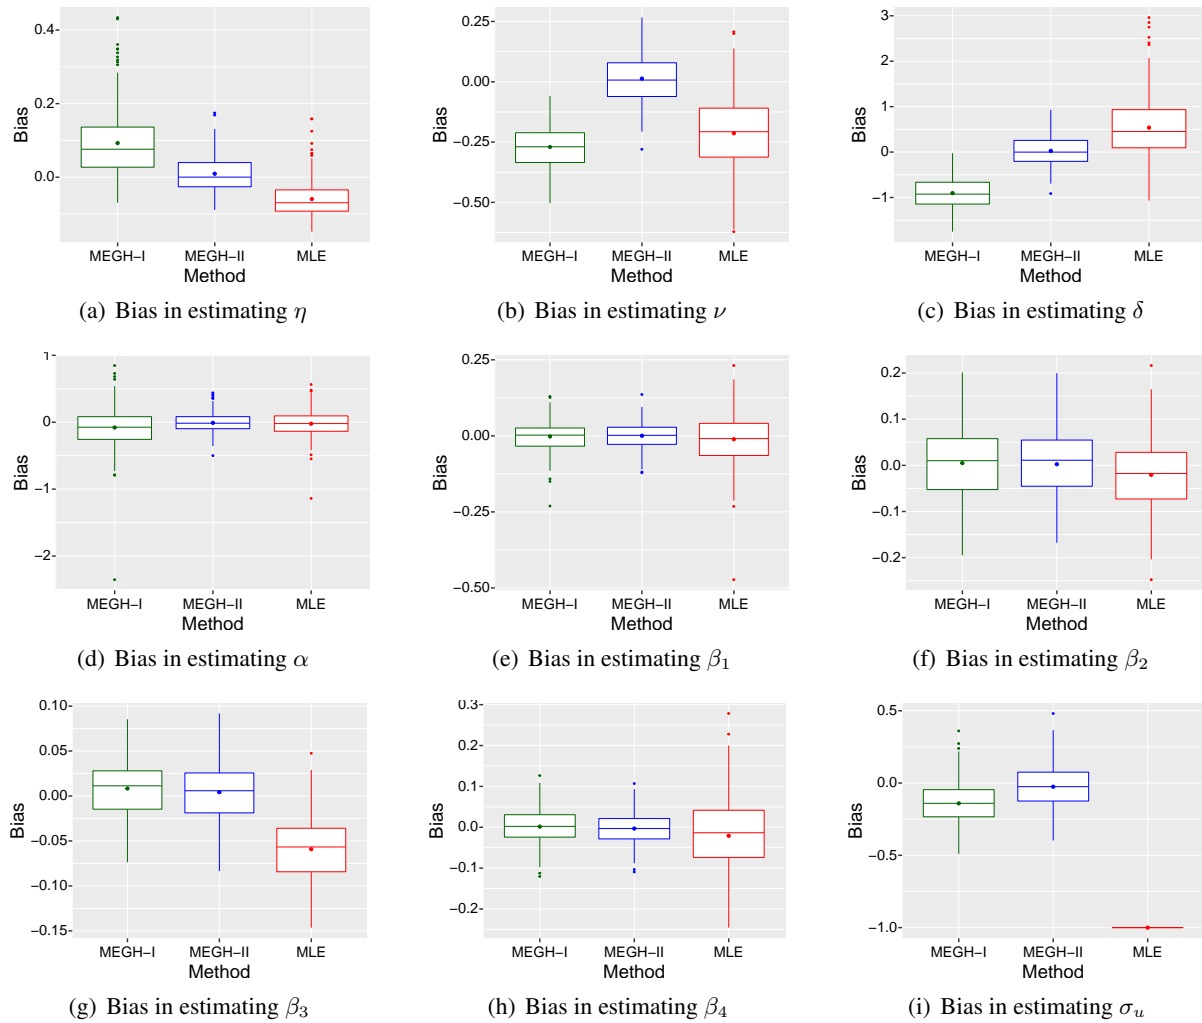 0.4
0.2
0.0
Bias
MEGH−I
MEGH−II
MLE
Method
(a) Bias in estimating η
0.25
0.00
−0.25
−0.50
Bias
MEGH−I
MEGH−II
MLE
Method
(b) Bias in estimating ν
3
2
1
0
−1
Bias
MEGH−I
MEGH−II
MLE
Method
(c) Bias in estimating δ
1
0
−1
−2
Bias
MEGH−I
MEGH−II
MLE
Method
(d) Bias in estimating α
0.25
0.00
−0.25
−0.50
Bias
MEGH−I
MEGH−II
MLE
Method
(e) Bias in estimating β₁
0.2
0.1
0.0
−0.1
−0.2
Bias
MEGH−I
MEGH−II
MLE
Method
(f) Bias in estimating β₂
0.10
0.05
0.00
−0.05
−0.10
−0.15
Bias
MEGH−I
MEGH−II
MLE
Method
(g) Bias in estimating β₃
0.3
0.2
0.1
0.0
−0.1
−0.2
Bias
MEGH−I
MEGH−II
MLE
Method
(h) Bias in estimating β₄
0.5
0.0
−0.5
−1.0
Bias
MEGH−I
MEGH−II
MLE
Method
(i) Bias in estimating σᵤ